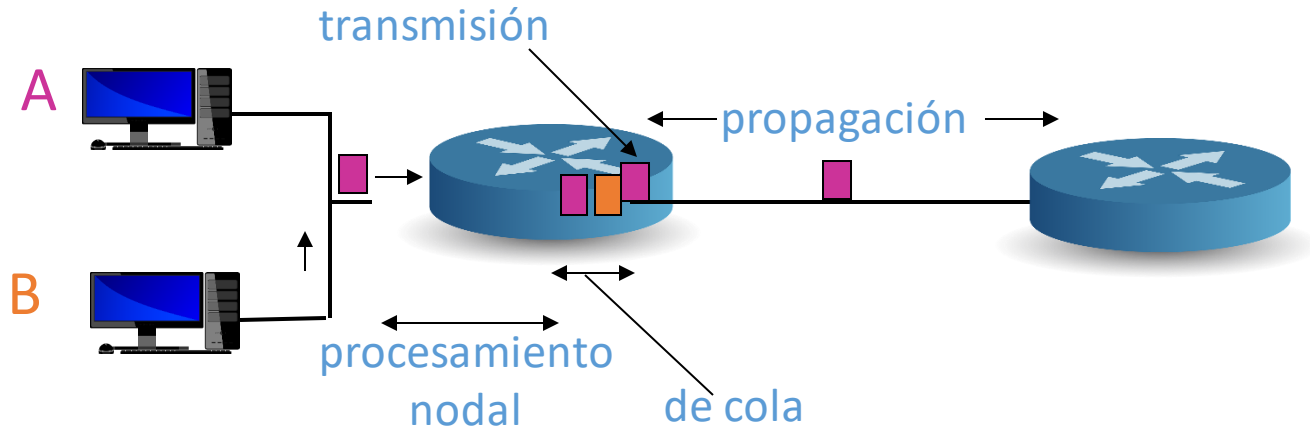 transmisión
A
propagación
B
procesamiento
nodal
de cola